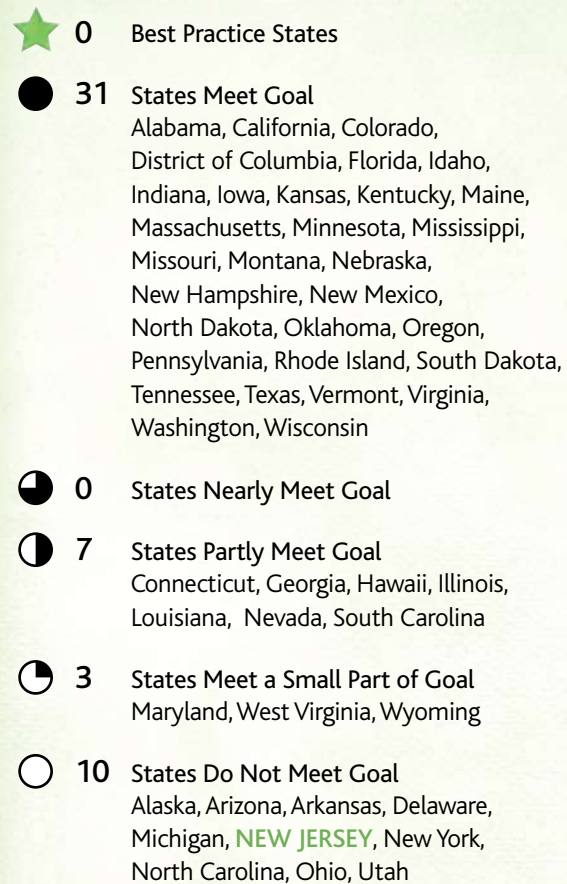 0 Best Practice States
31 States Meet Goal
Alabama, California, Colorado,
District of Columbia, Florida, Idaho,
Indiana, Iowa, Kansas, Kentucky, Maine,
Massachusetts, Minnesota, Mississippi,
Missouri, Montana, Nebraska,
New Hampshire, New Mexico,
North Dakota, Oklahoma, Oregon,
Pennsylvania, Rhode Island, South Dakota,
Tennessee, Texas, Vermont, Virginia,
Washington, Wisconsin
0 States Nearly Meet Goal
7 States Partly Meet Goal
Connecticut, Georgia, Hawaii, Illinois,
Louisiana, Nevada, South Carolina
3 States Meet a Small Part of Goal
Maryland, West Virginia, Wyoming
10 States Do Not Meet Goal
Alaska, Arizona, Arkansas, Delaware,
Michigan, NEW JERSEY, New York,
North Carolina, Ohio, Utah